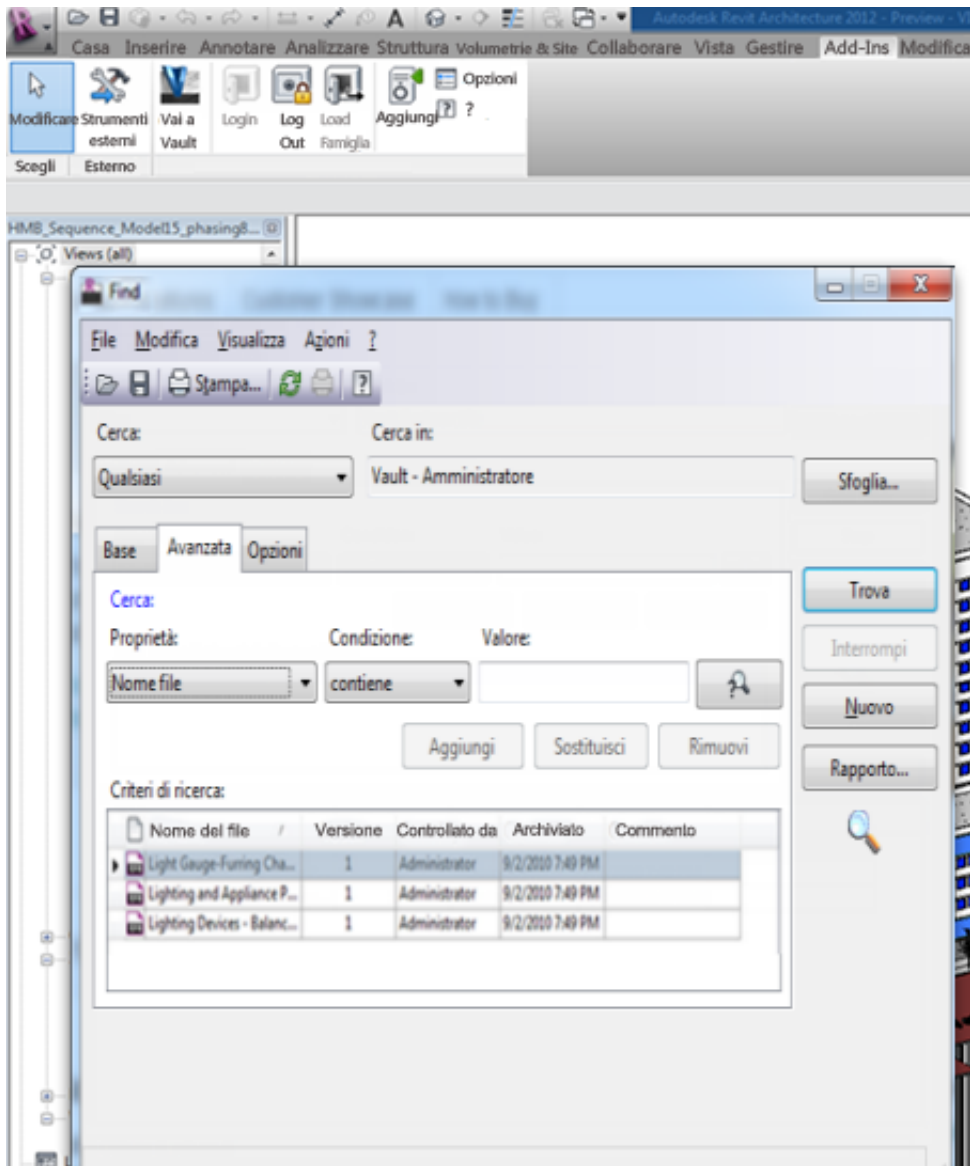 Autodesk Revit Architecture 2012 - Preview - V
Casa Inserire Annotare Analizzare Struttura Volumetrie & Site Collaborare Vista Gestire Add-Ins Modifica
Modificare Strumenti esterni Vai a Vault Login Log Out Load Famiglia Aggiungi Opzioni ?
Scegli Esterno
HMB_Sequence_Model15_phasing8...
Views (all)
Find
File Modifica Visualizza Azioni ?
Stampa...
Cerca: Cerca in:
Qualsiasi Vault - Amministratore Sfoglia...
Base Avanzata Opzioni
Trova
Cerca:
Proprietà: Condizione: Valore:
Interrompi
Nome file contiene
Nuovo
Aggiungi Sostituisci Rimuovi
Rapporto...
Criteri di ricerca:
Nome del file / Versione Controllato da Archiviato Commento
Light Gauge-Furring Cha... 1 Administrator 9/2/2010 7:49 PM
Lighting and Appliance P... 1 Administrator 9/2/2010 7:49 PM
Lighting Devices - Balanc... 1 Administrator 9/2/2010 7:49 PM